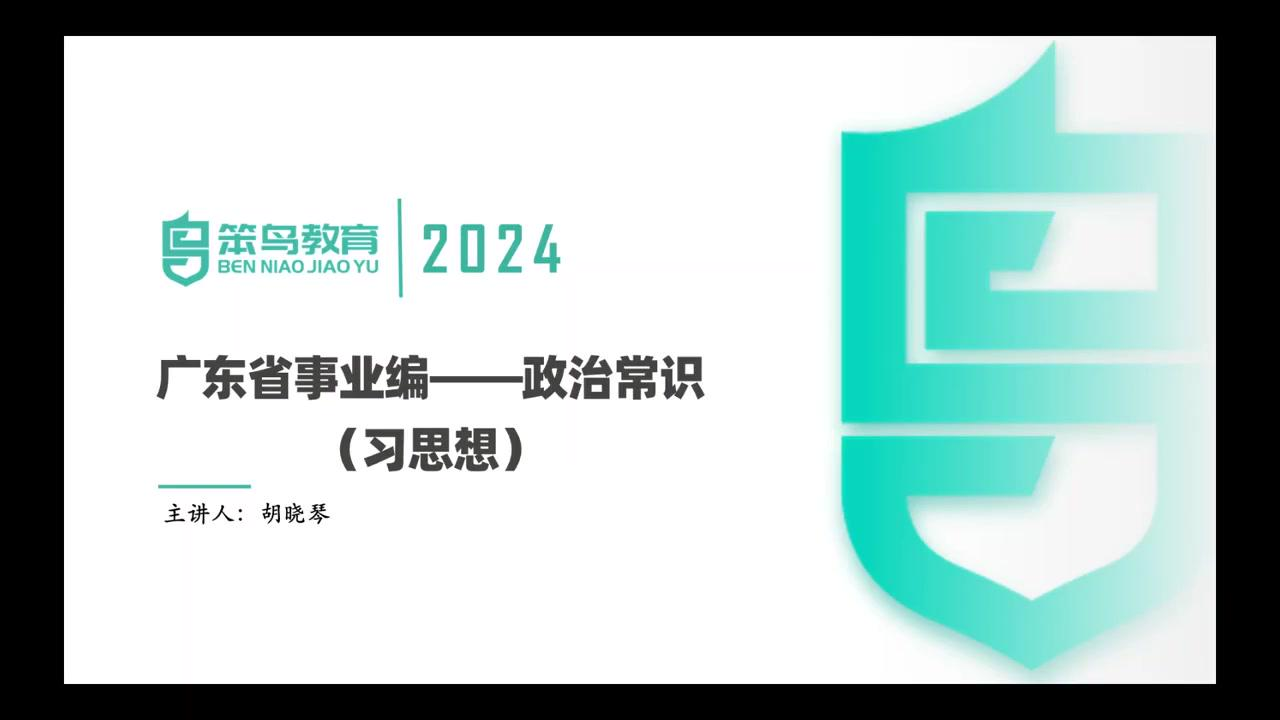 笨鸟教育
BEN NIAO JIAO YU
2024
广东省事业编——政治常识
（习思想）
主讲人：胡晓琴